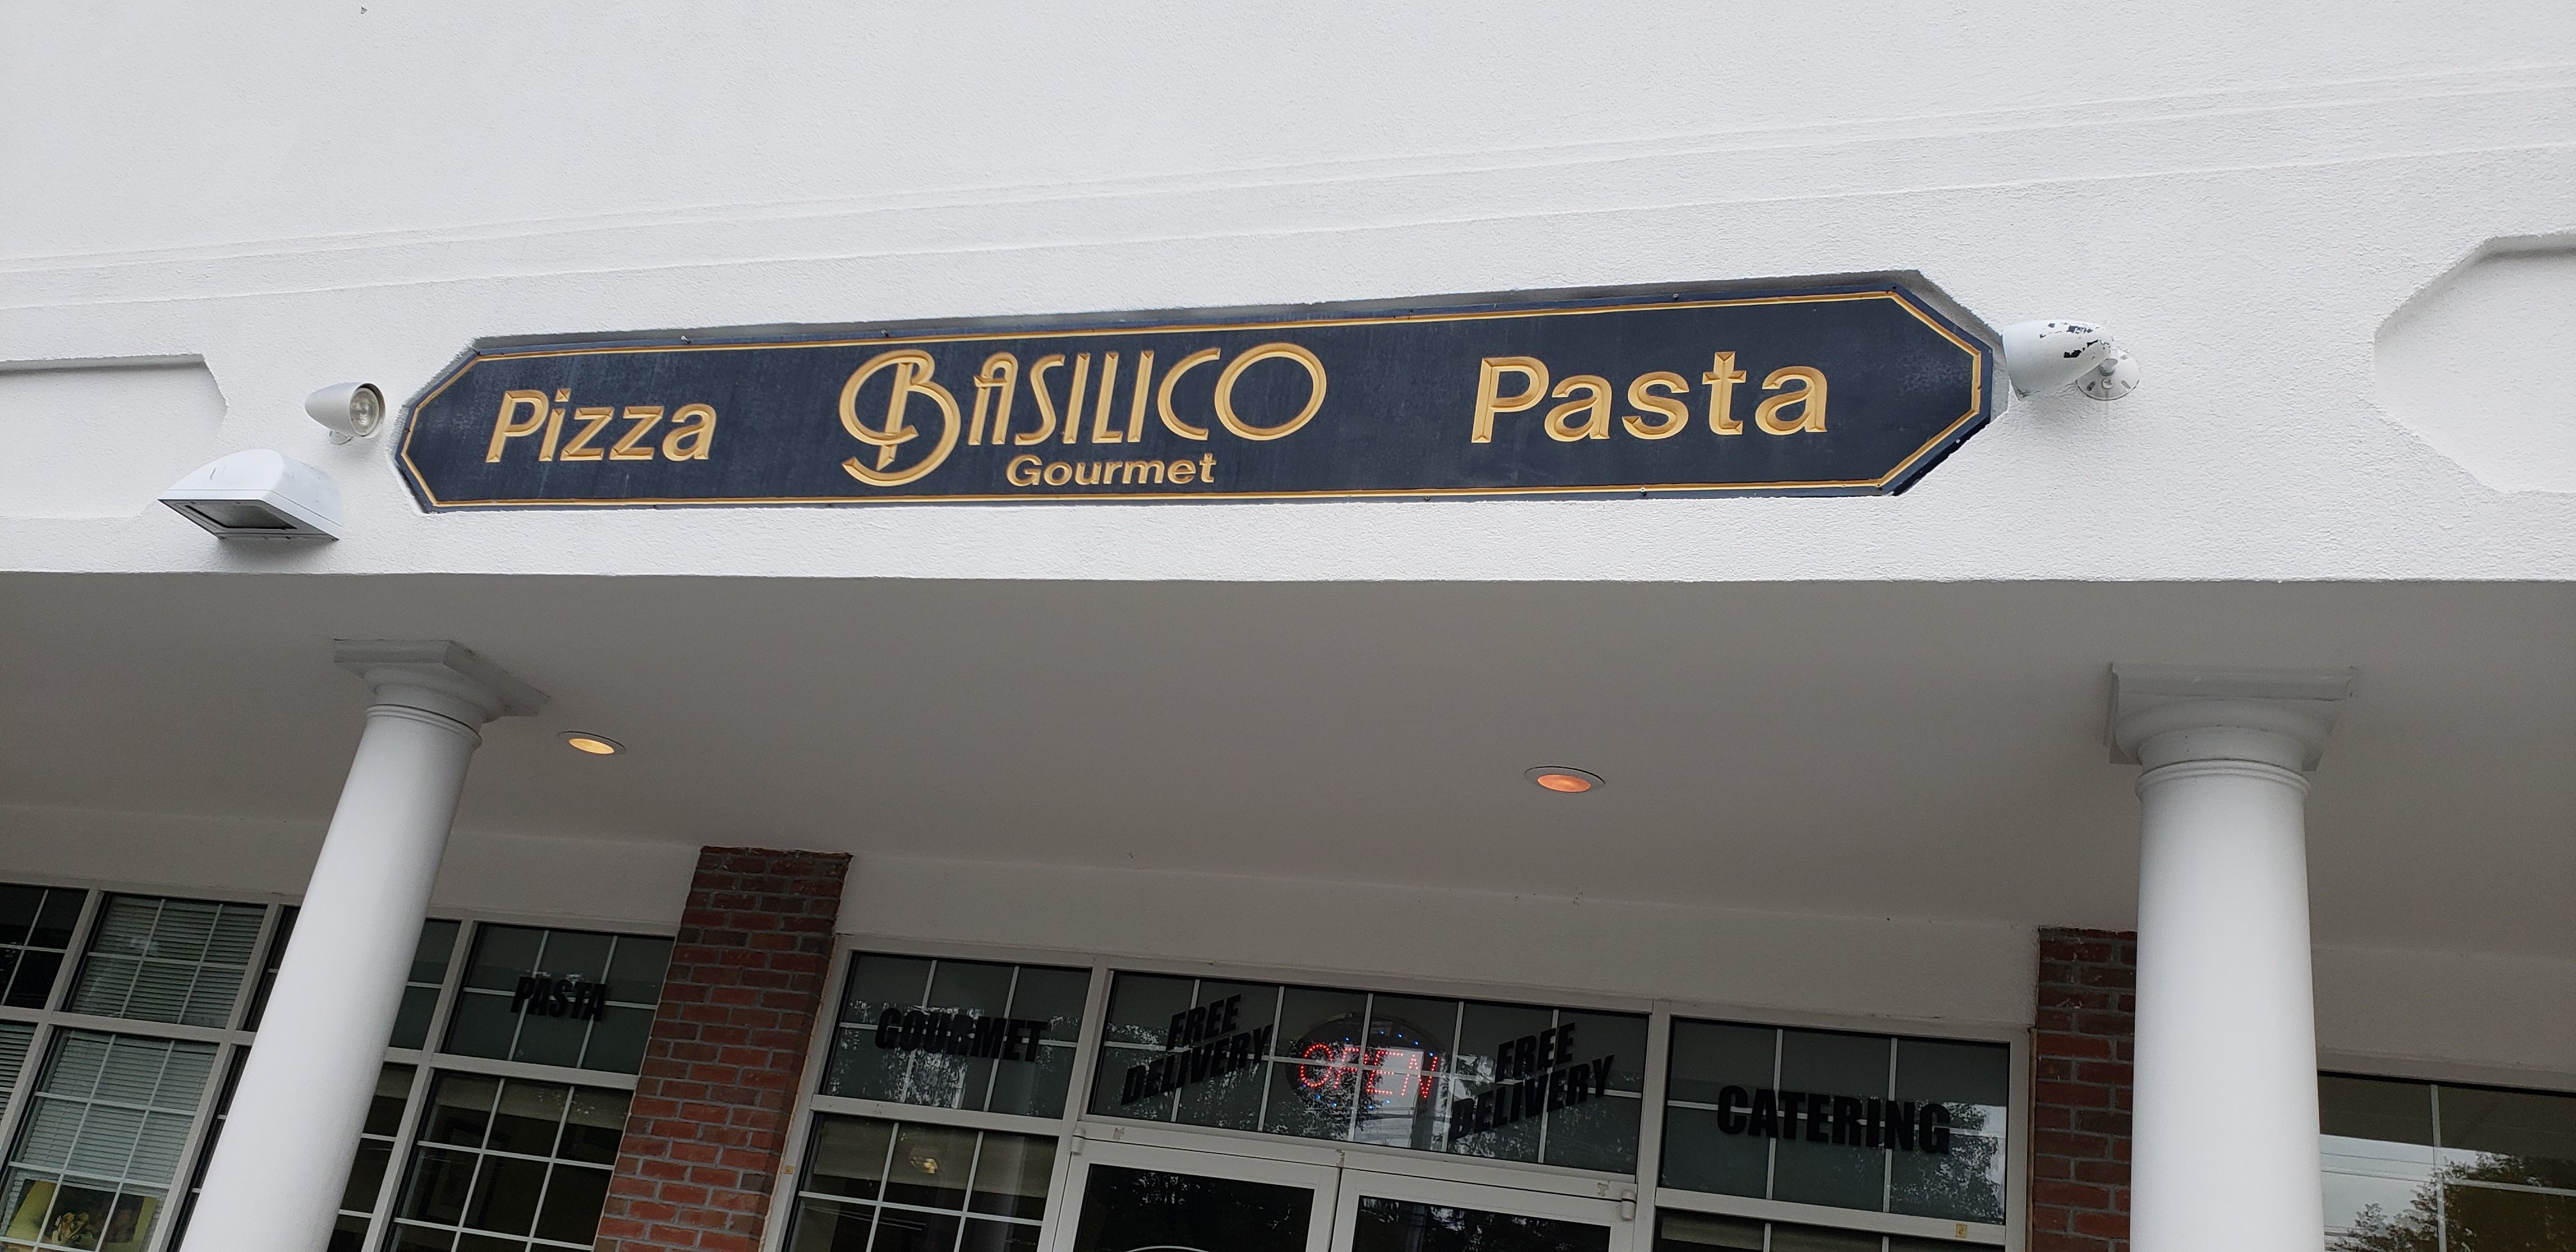 Pizza BASILICO Pasta
Gourmet
PASTA
GOURMET
FREE
DELIVERY
OPEN
FREE
DELIVERY
CATERING